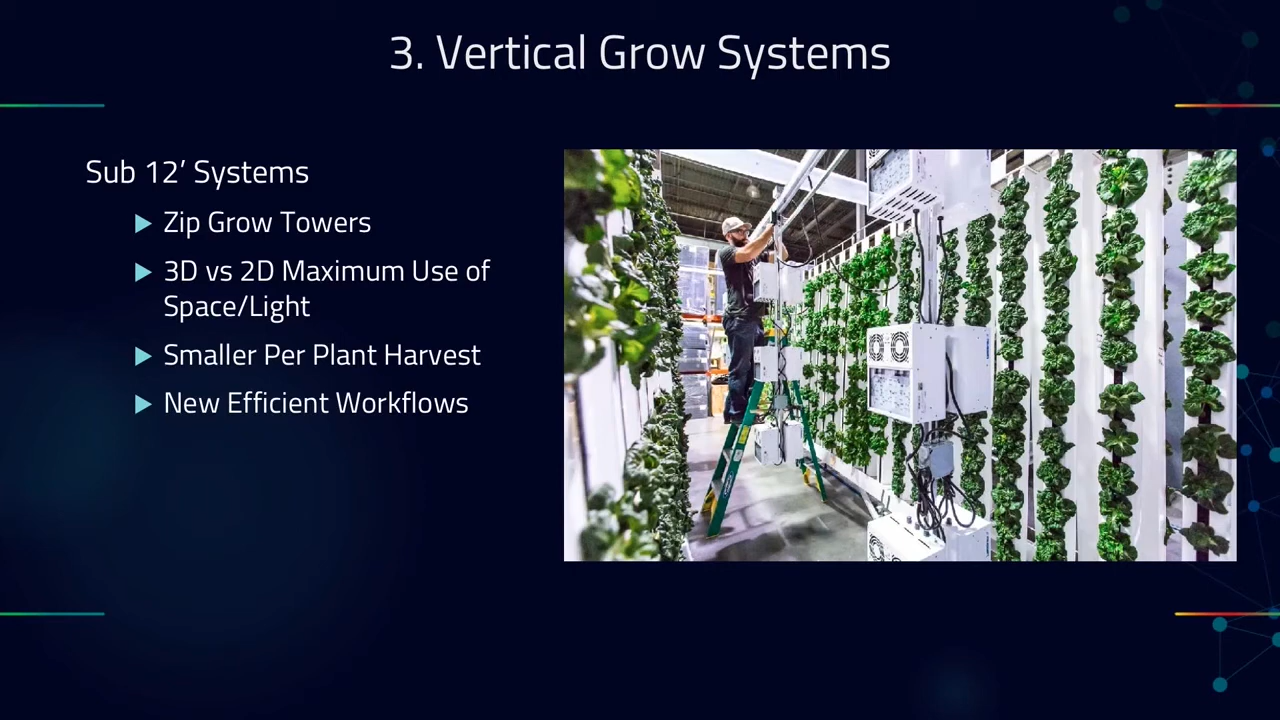 3. Vertical Grow Systems
Sub 12’ Systems
Zip Grow Towers
3D vs 2D Maximum Use of
Space/Light
Smaller Per Plant Harvest
New Efficient Workflows